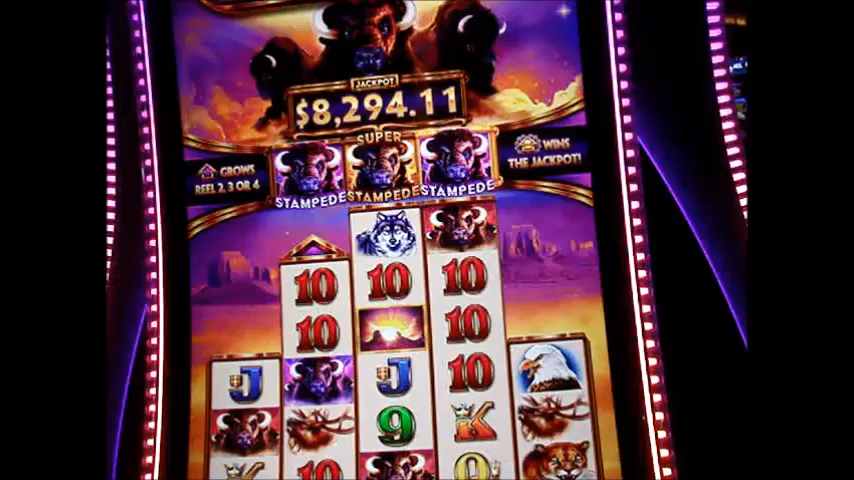 JACKPOT
$8,294.11
GROWS
REEL 2, 3 OR 4
SUPER
WINS
THE JACKPOT!
STAMPEDE STAMPEDE STAMPEDE
10 10 10
10 10
J J 10
9 K
K 10 Q